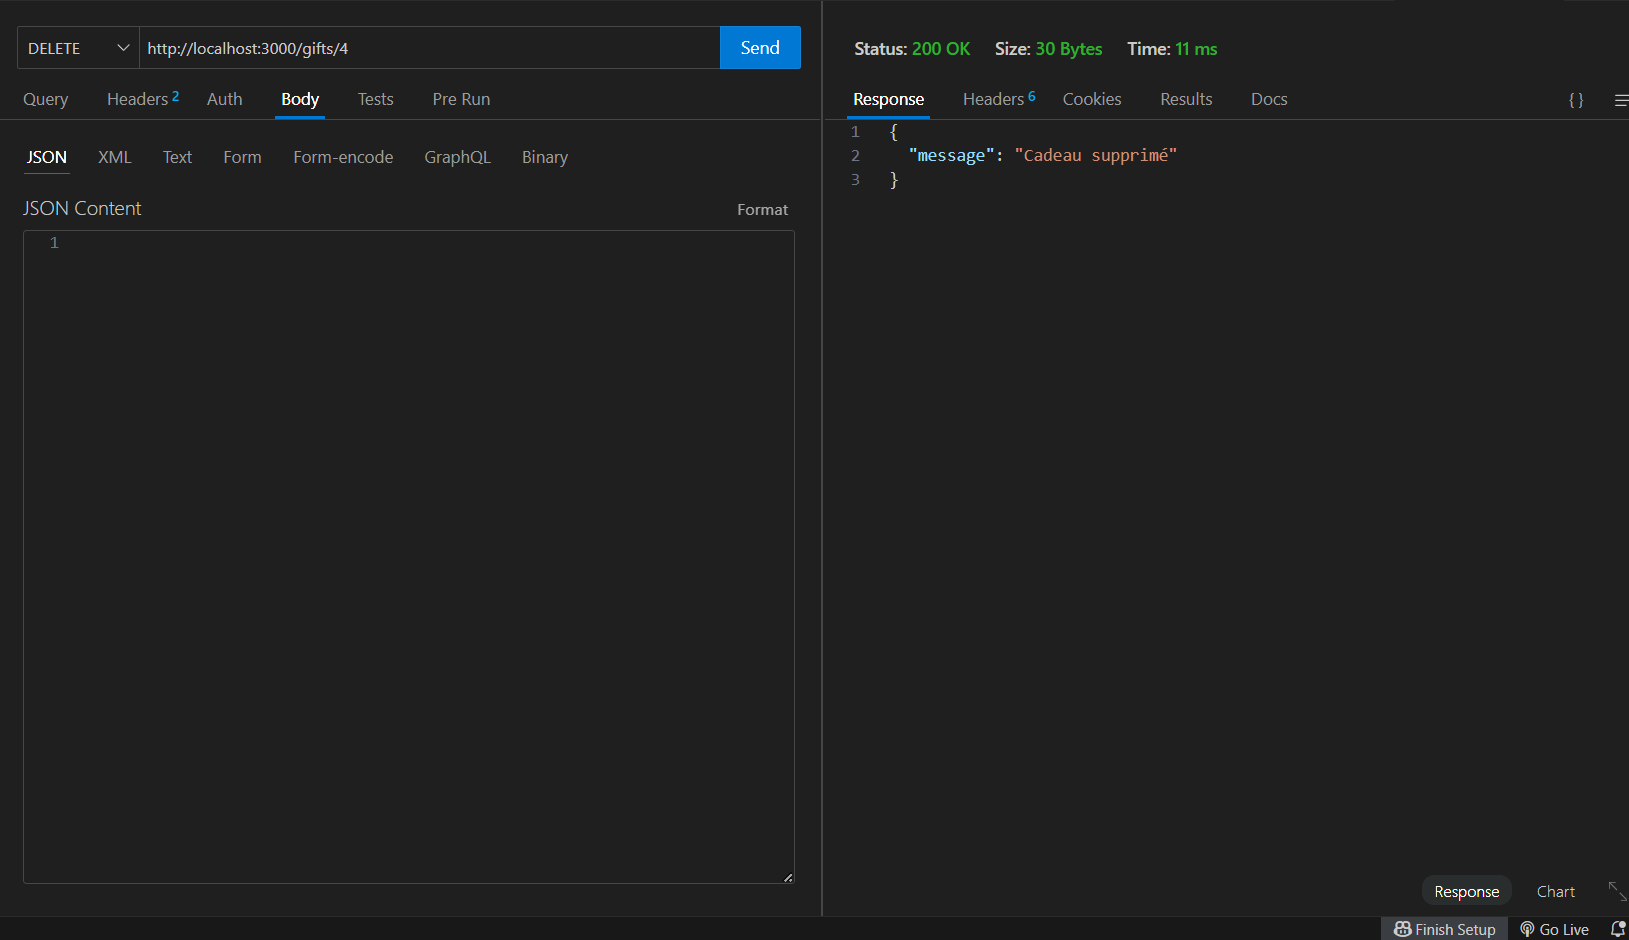 DELETE http://localhost:3000/gifts/4 Send
Query Headers 2 Auth Body Tests Pre Run
JSON XML Text Form Form-encode GraphQL Binary
JSON Content Format
1
Status: 200 OK Size: 30 Bytes Time: 11 ms
Response Headers 6 Cookies Results Docs { }
1 {
2 "message": "Cadeau supprimé"
3 }
Response Chart
Finish Setup Go Live